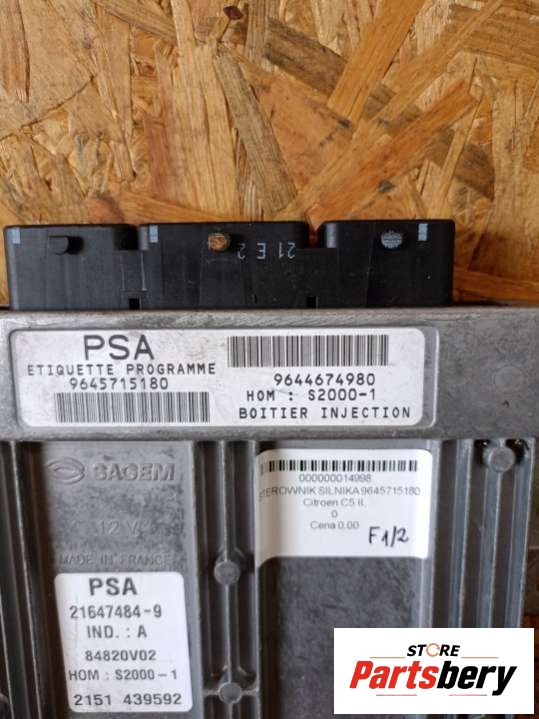 21 E 2
PSA
ETIQUETTE PROGRAMME
9645715180
9644674980
HOM : S2000-1
BOITIER INJECTION
SAGEM
12 V
MADE IN FRANCE
000000014998
STEROWNIK SILNIKA 9645715180
Citroen C5 II,
0
Cena 0.00
F1/2
PSA
21647484-9
IND. : A
84820V02
HOM : S2000-1
2151 439592
STORE
Partsbery